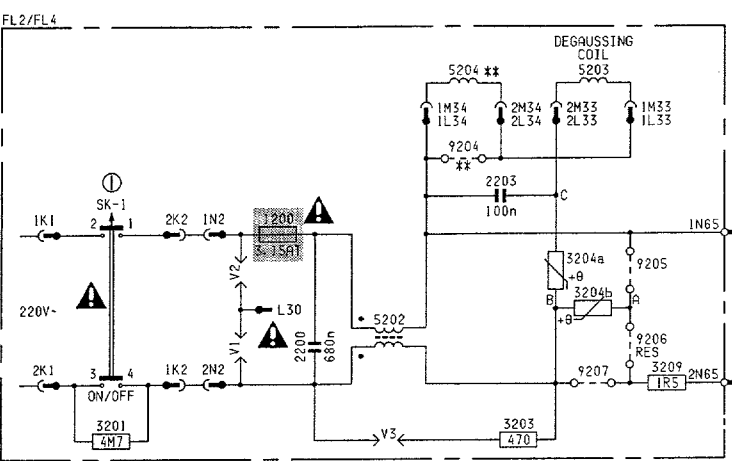 FL2/FL4
DEGAUSSING
COIL
5204 **
5203
1M34
1L34
2M34
2L34
2M33
2L33
1M33
1L33
9204
**
2203
100n
C
SK-1
1K1
2
1
2K2
1N2
1200
3.15AT
1N65
3204a
+θ
9205
V2
220V~
L30
B
3204b
A
+θ
5202
V1
2200
680n
9206
RES
2K1
3
4
1K2
2N2
9207
3209
1R5
2N65
ON/OFF
3201
4M7
V3
3203
470